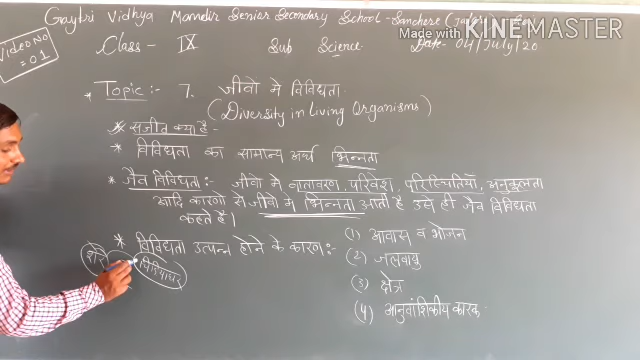 Gaytri Vidhya Mandir Senior Secondary School - Sanchore
Made with KINEMASTER
Video No = 01
Class - IX Sub Science Date - 04/July/20
* Topic :- 7. जीवो मे विविधता
(Diversity in Living Organisms)
सजीव क्या है -
* विविधता का सामान्य अर्थ भिन्नता
* जैव विविधता :- जीवो मे वातावरण, परिवेश, परिस्थितियों, अनुकूलता
आदि कारणो से जीवो मे भिन्नता आती है उसे ही जैव विविधता
कहते है।
* विविधता उत्पन्न होने के कारण :-
(1) आवास व भोजन
(2) जलवायु
(3) क्षेत्र
(4) आनुवांशिकीय कारक
शेर